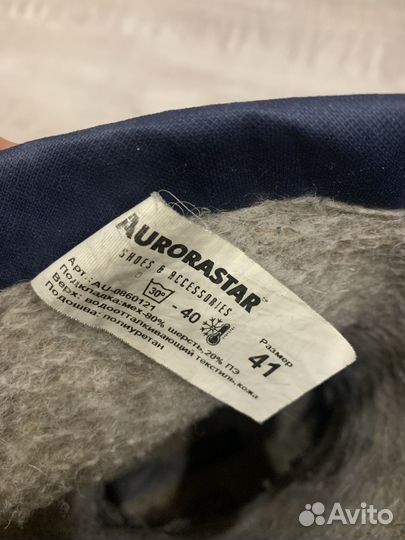 AURORASTAR
SHOES & ACCESSORIES
30° -40
Арт.: AU-0860121
Подкладка: мех-80% шерсть, 20% ПЭ
Верх: водоотталкивающий текстиль, кожа
Подошва: полиуретан
Размер
41
Avito